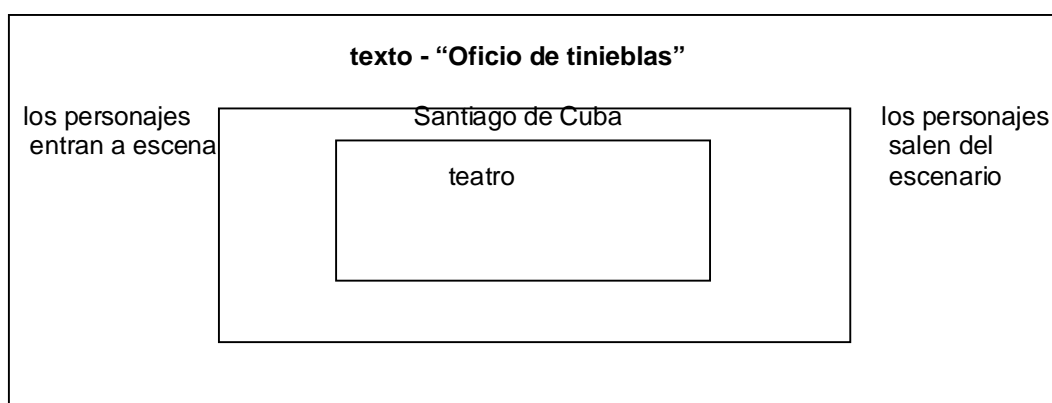 texto - “Oficio de tinieblas”
los personajes
entran a escena
Santiago de Cuba
teatro
los personajes
salen del
escenario